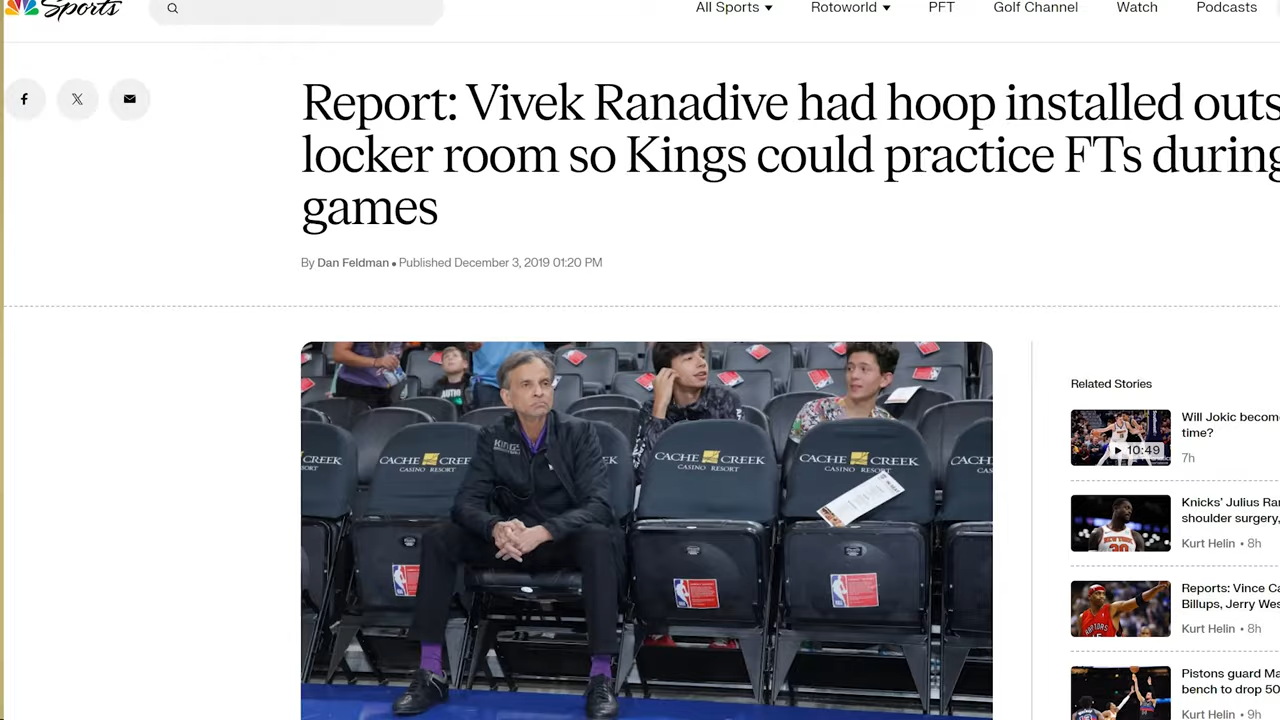 Sports
All Sports
Rotoworld
PFT
Golf Channel
Watch
Podcasts
Report: Vivek Ranadive had hoop installed outs
locker room so Kings could practice FTs during
games
By Dan Feldman • Published December 3, 2019 01:20 PM
CACHE CREEK
CASINO RESORT
CACHE CREEK
CASINO RESORT
CACHE CREEK
CASINO RESORT
KINGS
Related Stories
Will Jokic becom
time?
10:49
7h
Knicks' Julius Ra
shoulder surgery,
Kurt Helin • 8h
Reports: Vince Ca
Billups, Jerry Wes
Kurt Helin • 8h
Pistons guard Ma
bench to drop 50
Kurt Helin • 9h